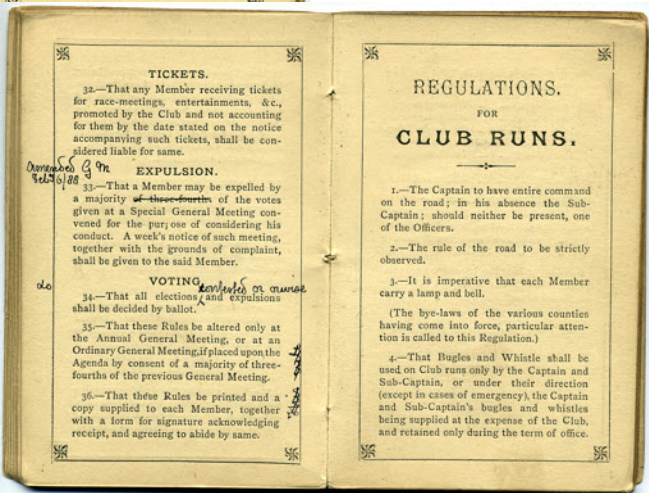 TICKETS.
32.—That any Member receiving tickets
for race-meetings, entertainments, &c.,
promoted by the Club and not accounting
for them by the date stated on the notice
accompanying such tickets, shall be con-
sidered liable for same.
amended G M
EXPULSION.
33.—That a Member may be expelled by
a majority of three-fourths of the votes
given at a Special General Meeting con-
vened for the purpose of considering his
conduct. A week's notice of such meeting,
together with the grounds of complaint,
shall be given to the said Member.
do
VOTING.
contested or
34.—That all elections, and expulsions
shall be decided by ballot.
35.—That these Rules be altered only at
the Annual General Meeting, or at an
Ordinary General Meeting, if placed upon the
Agenda by consent of a majority of three-
fourths of the previous General Meeting.
36.—That these Rules be printed and a
copy supplied to each Member, together
with a form for signature acknowledging
receipt, and agreeing to abide by same.
REGULATIONS.
FOR
CLUB RUNS.
1.—The Captain to have entire command
on the road; in his absence the Sub-
Captain; should neither be present, one
of the Officers.
2.—The rule of the road to be strictly
observed.
3.—It is imperative that each Member
carry a lamp and bell.
(The bye-laws of the various counties
having come into force, particular atten-
tion is called to this Regulation.)
4.—That Bugles and Whistle shall be
used on Club runs only by the Captain and
Sub-Captain, or under their direction
(except in cases of emergency), the Captain
and Sub-Captain's bugles and whistles
being supplied at the expense of the Club,
and retained only during the term of office.